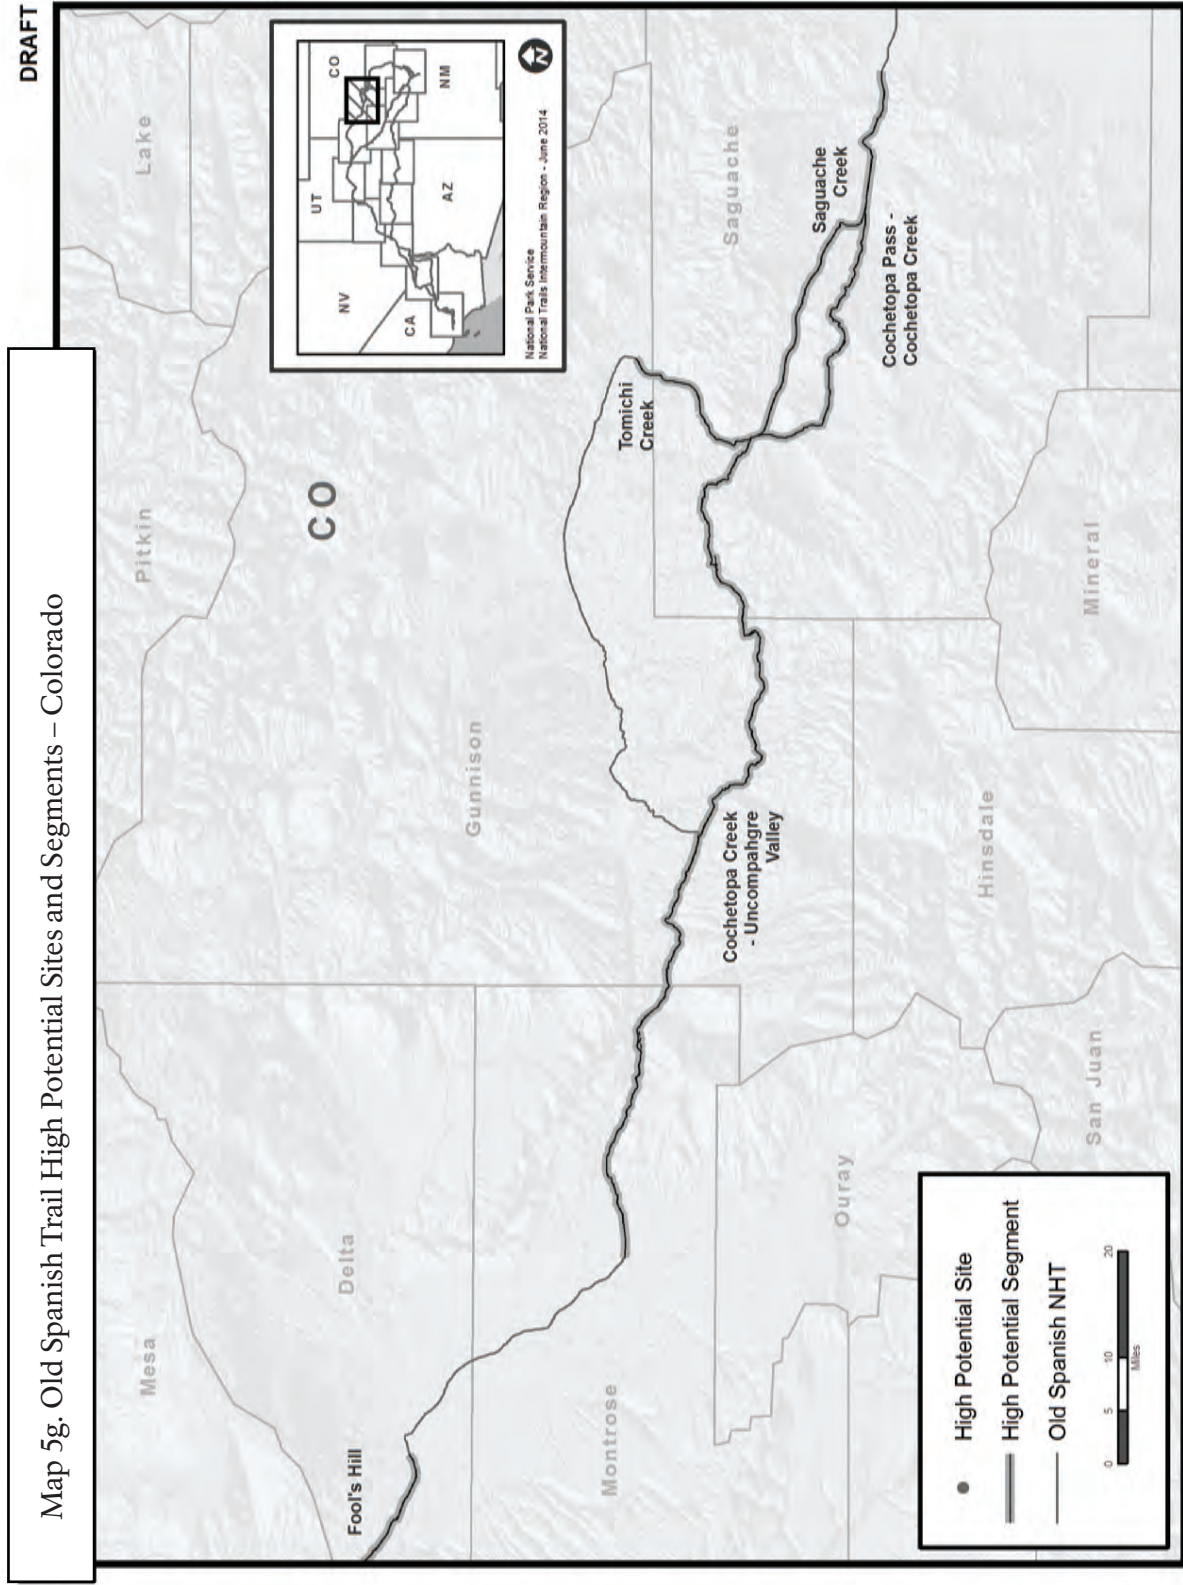 DRAFT
Map 5g. Old Spanish Trail High Potential Sites and Segments – Colorado
Mesa
Pitkin
Lake
Delta
Gunnison
CO
Saguache
Montrose
Ouray
Hinsdale
Mineral
San Juan
Fool's Hill
Cochetopa Creek
- Uncompahgre
Valley
Tomichi
Creek
Saguache
Creek
Cochetopa Pass -
Cochetopa Creek
NV
UT
CO
CA
AZ
NM
National Park Service
National Trails Intermountain Region - June 2014
N
High Potential Site
High Potential Segment
Old Spanish NHT
0 5 10 20
Miles